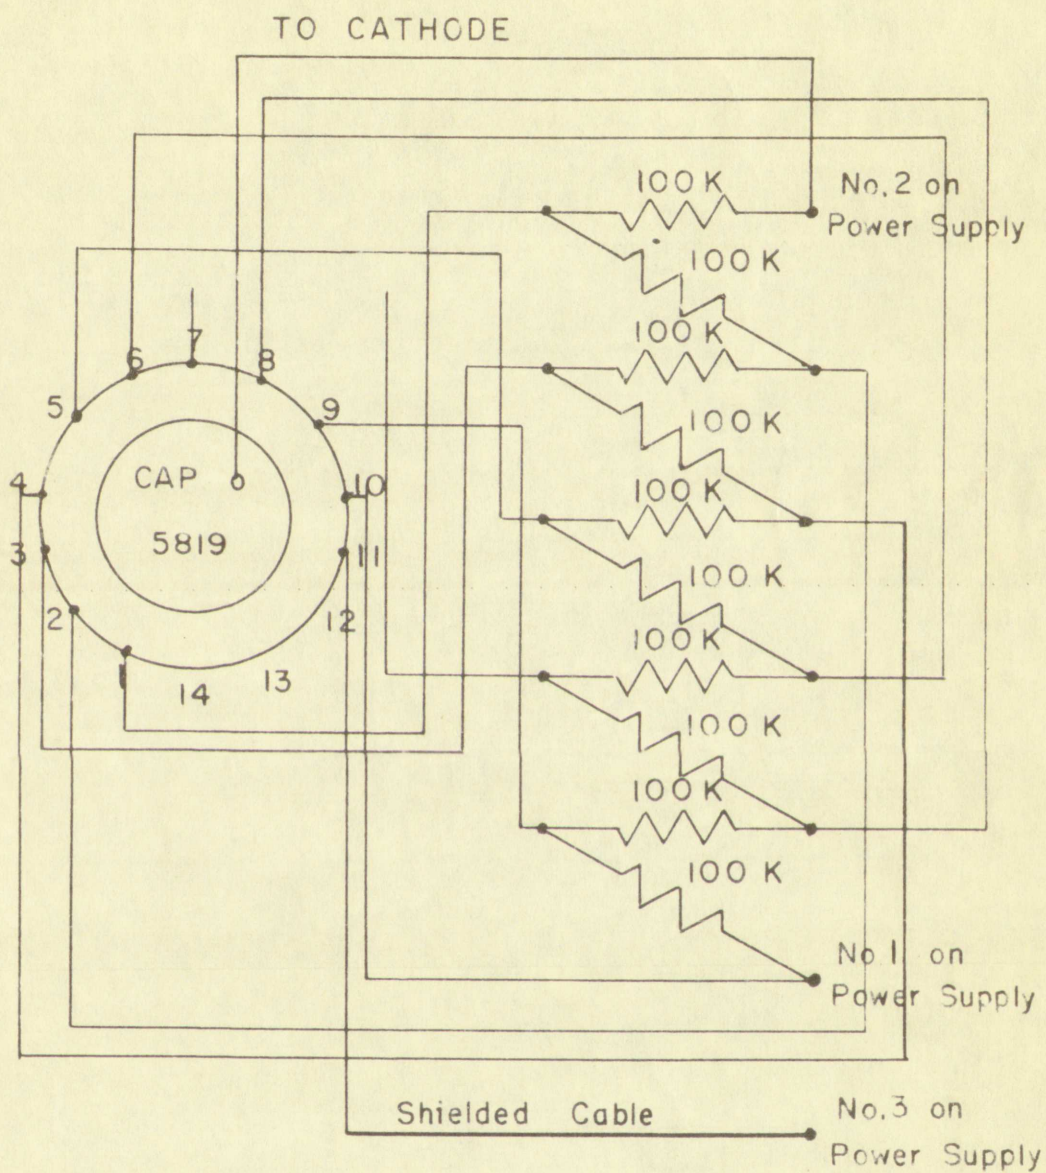 TO CATHODE
100 K
No. 2 on
Power Supply
100 K
100 K
100 K
100 K
100 K
100 K
100 K
100 K
100 K
No. 1 on
Power Supply
Shielded Cable
No. 3 on
Power Supply
CAP
5819
1
2
3
4
5
6
7
8
9
10
11
12
13
14